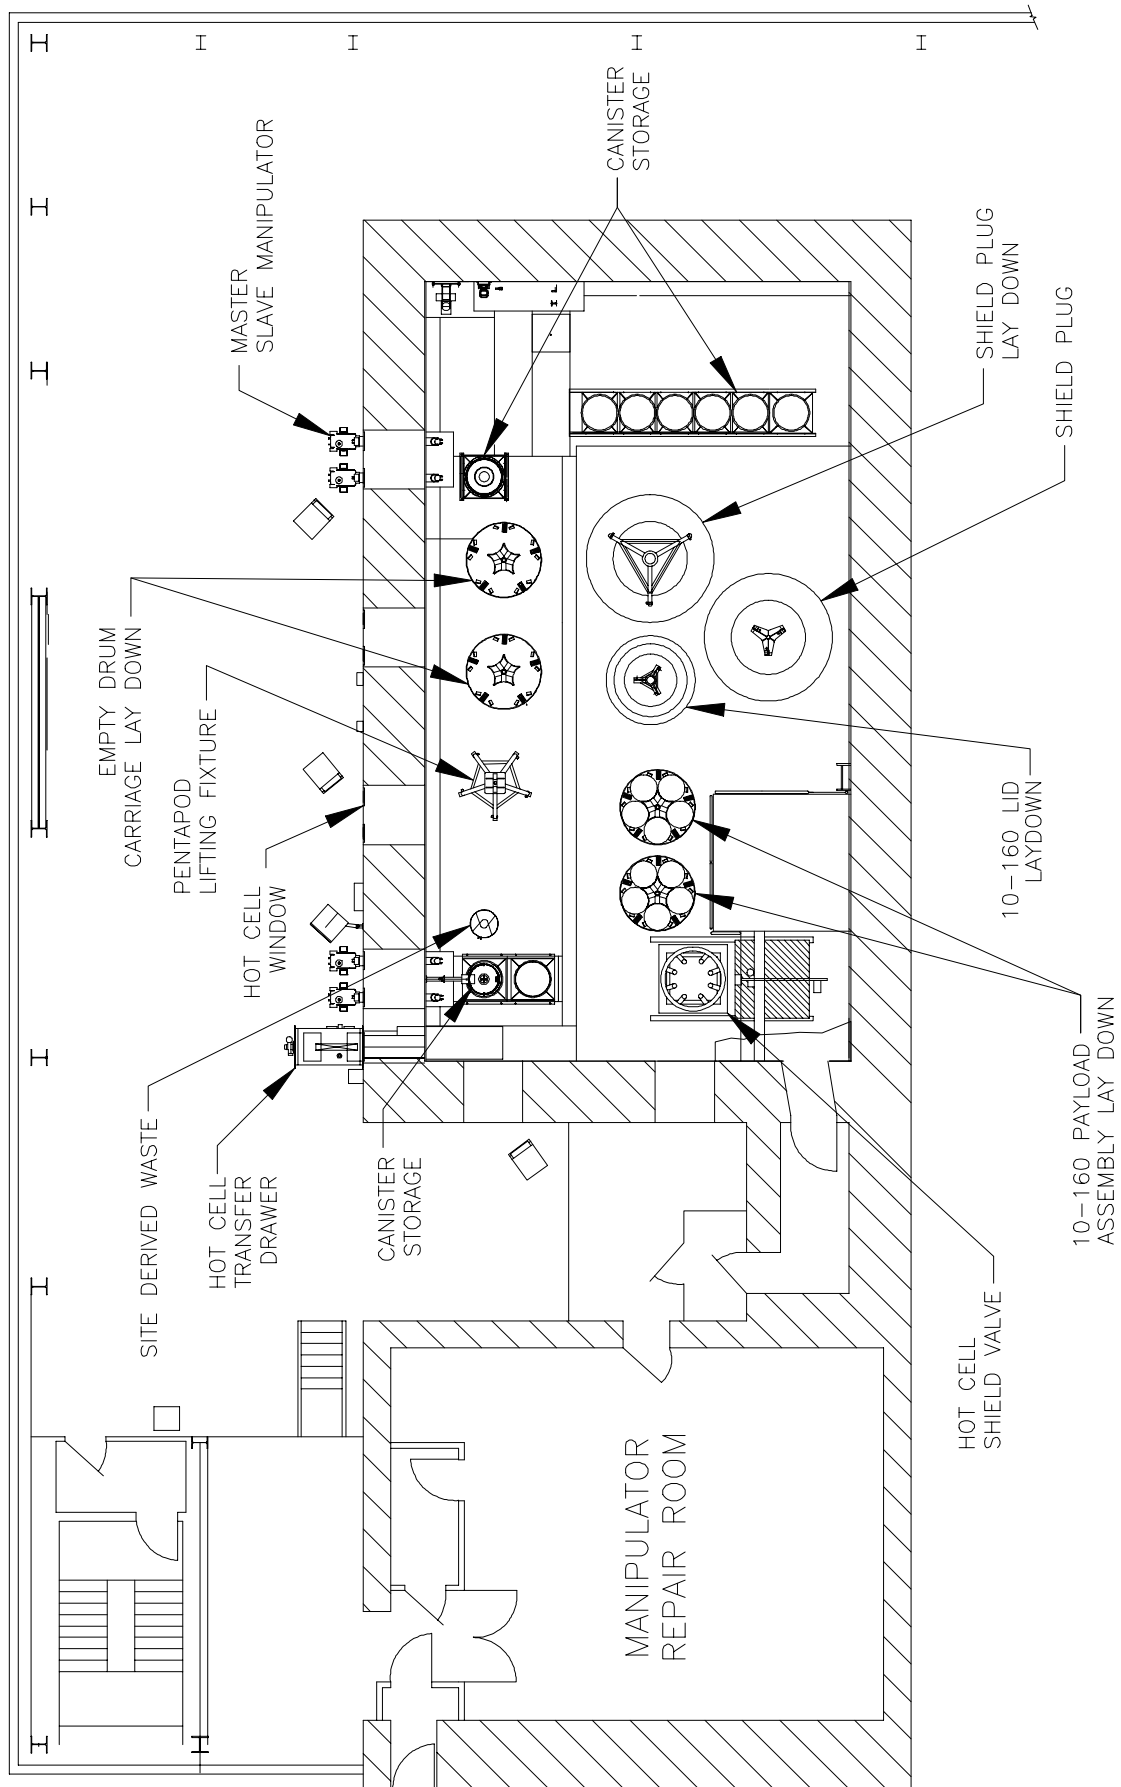 MASTER
SLAVE MANIPULATOR
CANISTER
STORAGE
SHIELD PLUG
LAY DOWN
SHIELD PLUG
EMPTY DRUM
CARRIAGE LAY DOWN
PENTAPOD
LIFTING FIXTURE
HOT CELL
WINDOW
10-160 LID
LAYDOWN
SITE DERIVED WASTE
HOT CELL
TRANSFER
DRAWER
CANISTER
STORAGE
10-160 PAYLOAD
ASSEMBLY LAY DOWN
HOT CELL
SHIELD VALVE
MANIPULATOR
REPAIR ROOM